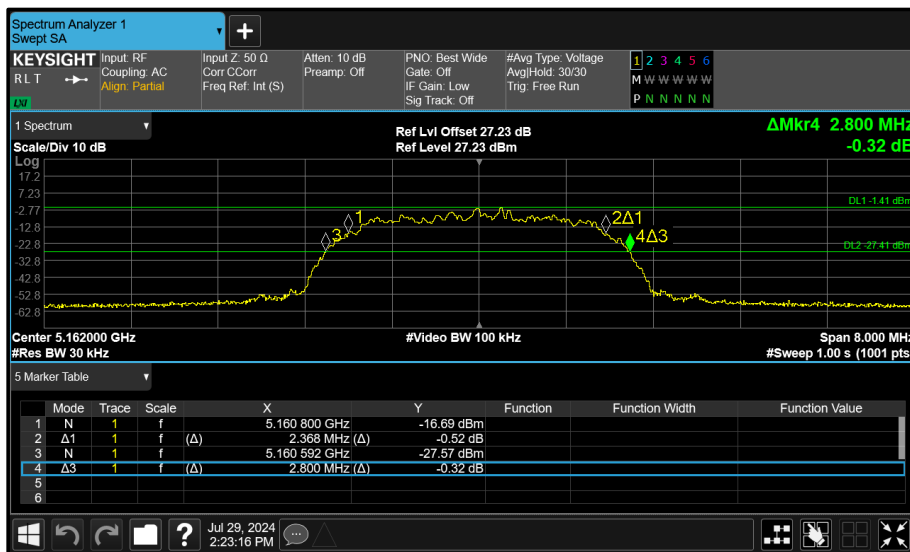 Spectrum Analyzer 1
Swept SA
KEYSIGHT
R L T
LXI
Input: RF
Coupling: AC
Align: Partial
Input Z: 50 Ω
Corr CCorr
Freq Ref: Int (S)
Atten: 10 dB
Preamp: Off
PNO: Best Wide
Gate: Off
IF Gain: Low
Sig Track: Off
#Avg Type: Voltage
Avg|Hold: 30/30
Trig: Free Run
1 2 3 4 5 6
M W W W W W
P N N N N N
1 Spectrum
Scale/Div 10 dB
Ref Lvl Offset 27.23 dB
Ref Level 27.23 dBm
ΔMkr4 2.800 MHz
-0.32 dB
Log
17.2
7.23
-2.77
-12.8
-22.8
-32.8
-42.8
-52.8
-62.8
DL1 -1.41 dBm
1
2Δ1
3
4Δ3
DL2 -27.41 dBm
Center 5.162000 GHz
#Video BW 100 kHz
Span 8.000 MHz
#Res BW 30 kHz
#Sweep 1.00 s (1001 pts
5 Marker Table
Mode Trace Scale X Y Function Function Width Function Value
1 N 1 f 5.160 800 GHz -16.69 dBm
2 Δ1 1 f (Δ) 2.368 MHz (Δ) -0.52 dB
3 N 1 f 5.160 592 GHz -27.57 dBm
4 Δ3 1 f (Δ) 2.800 MHz (Δ) -0.32 dB
5
6
?
Jul 29, 2024
2:23:16 PM